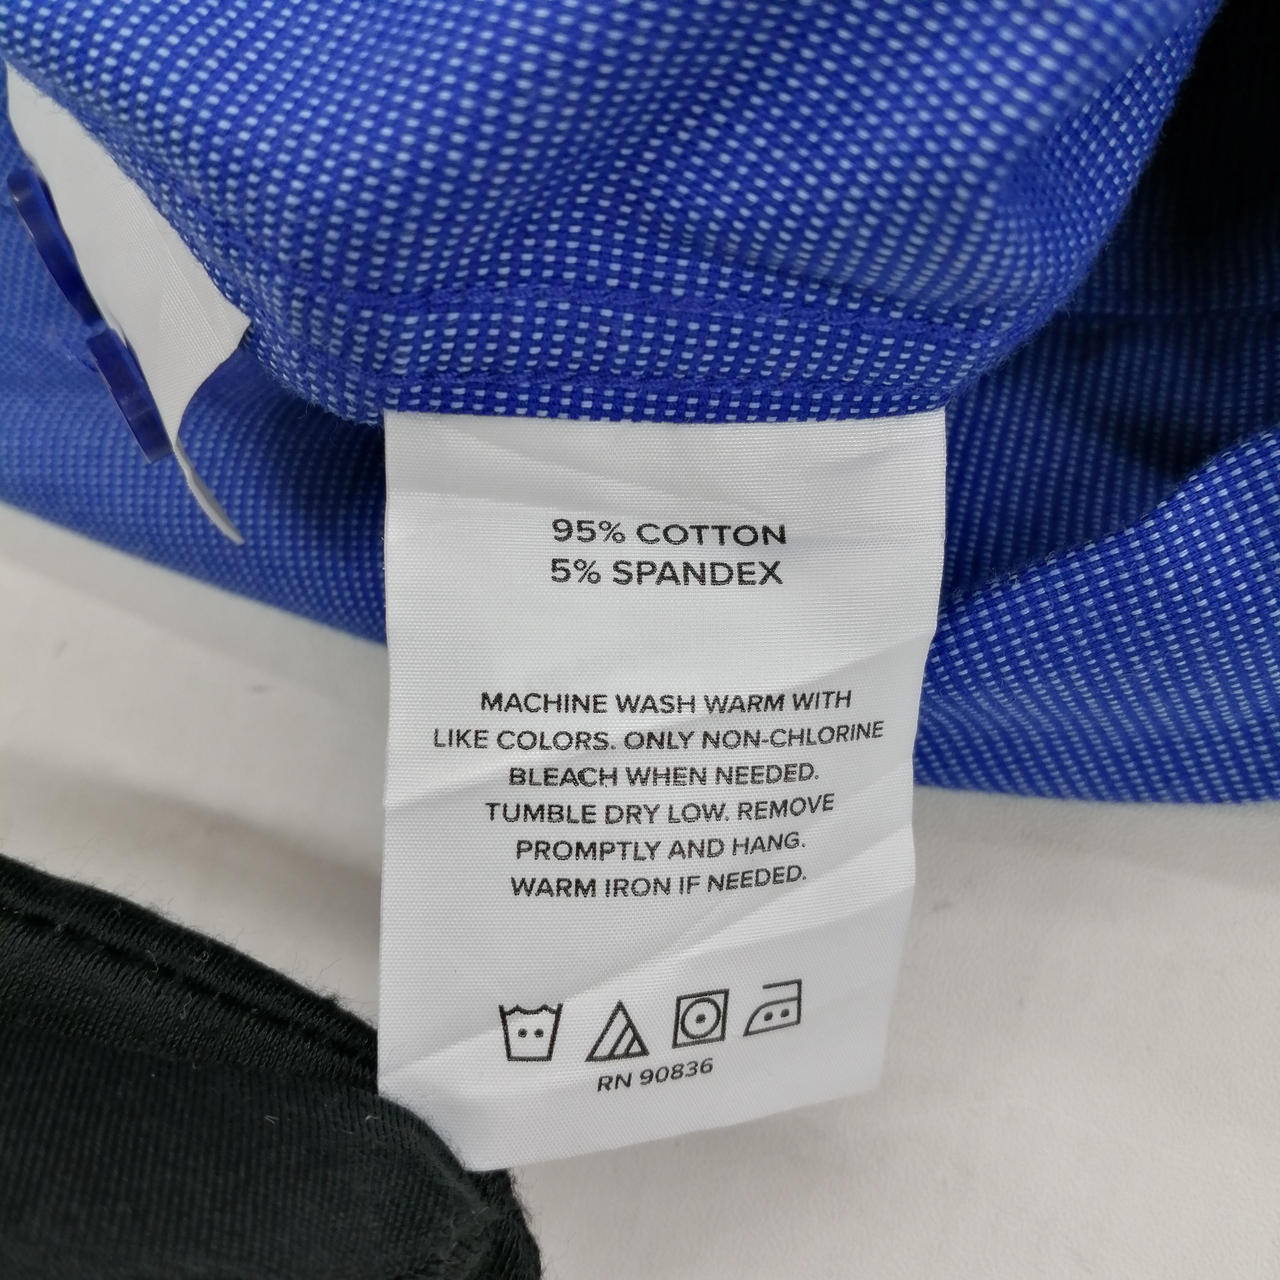 95% COTTON
5% SPANDEX
MACHINE WASH WARM WITH
LIKE COLORS. ONLY NON-CHLORINE
BLEACH WHEN NEEDED.
TUMBLE DRY LOW. REMOVE
PROMPTLY AND HANG.
WARM IRON IF NEEDED.
RN 90836